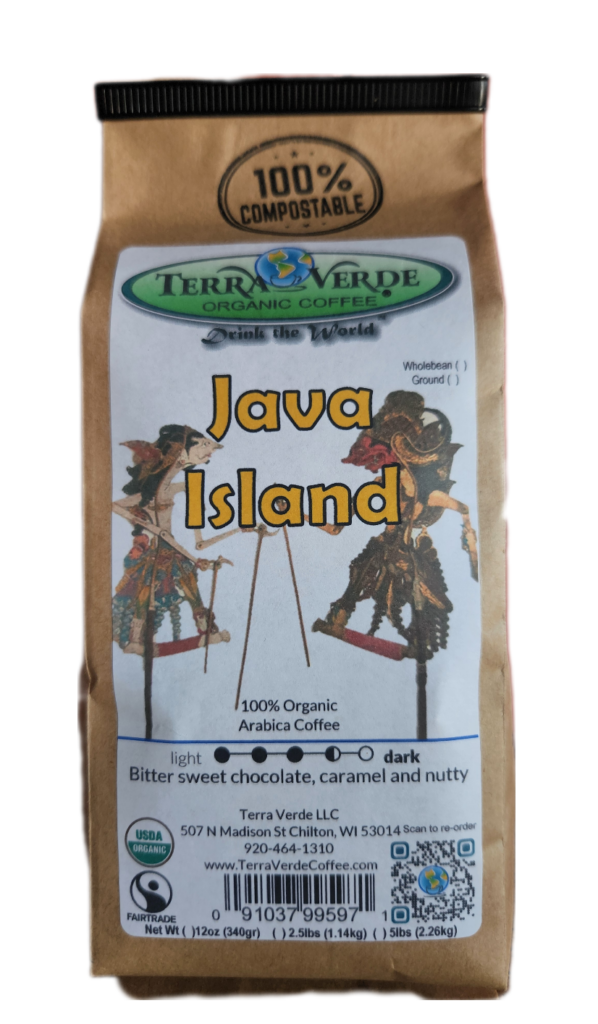 100%
COMPOSTABLE
TERRA VERDE
ORGANIC COFFEE
Drink the World
Wholebean ( )
Ground ( )
Java
Island
100% Organic
Arabica Coffee
light dark
Bitter sweet chocolate, caramel and nutty
Terra Verde LLC
507 N Madison St Chilton, WI 53014 Scan to re-order
920-464-1310
www.TerraVerdeCoffee.com
USDA
ORGANIC
FAIRTRADE
0 91037 99597 1
Net Wt ( )12oz (340gr) ( ) 2.5lbs (1.14kg) ( ) 5lbs (2.26kg)